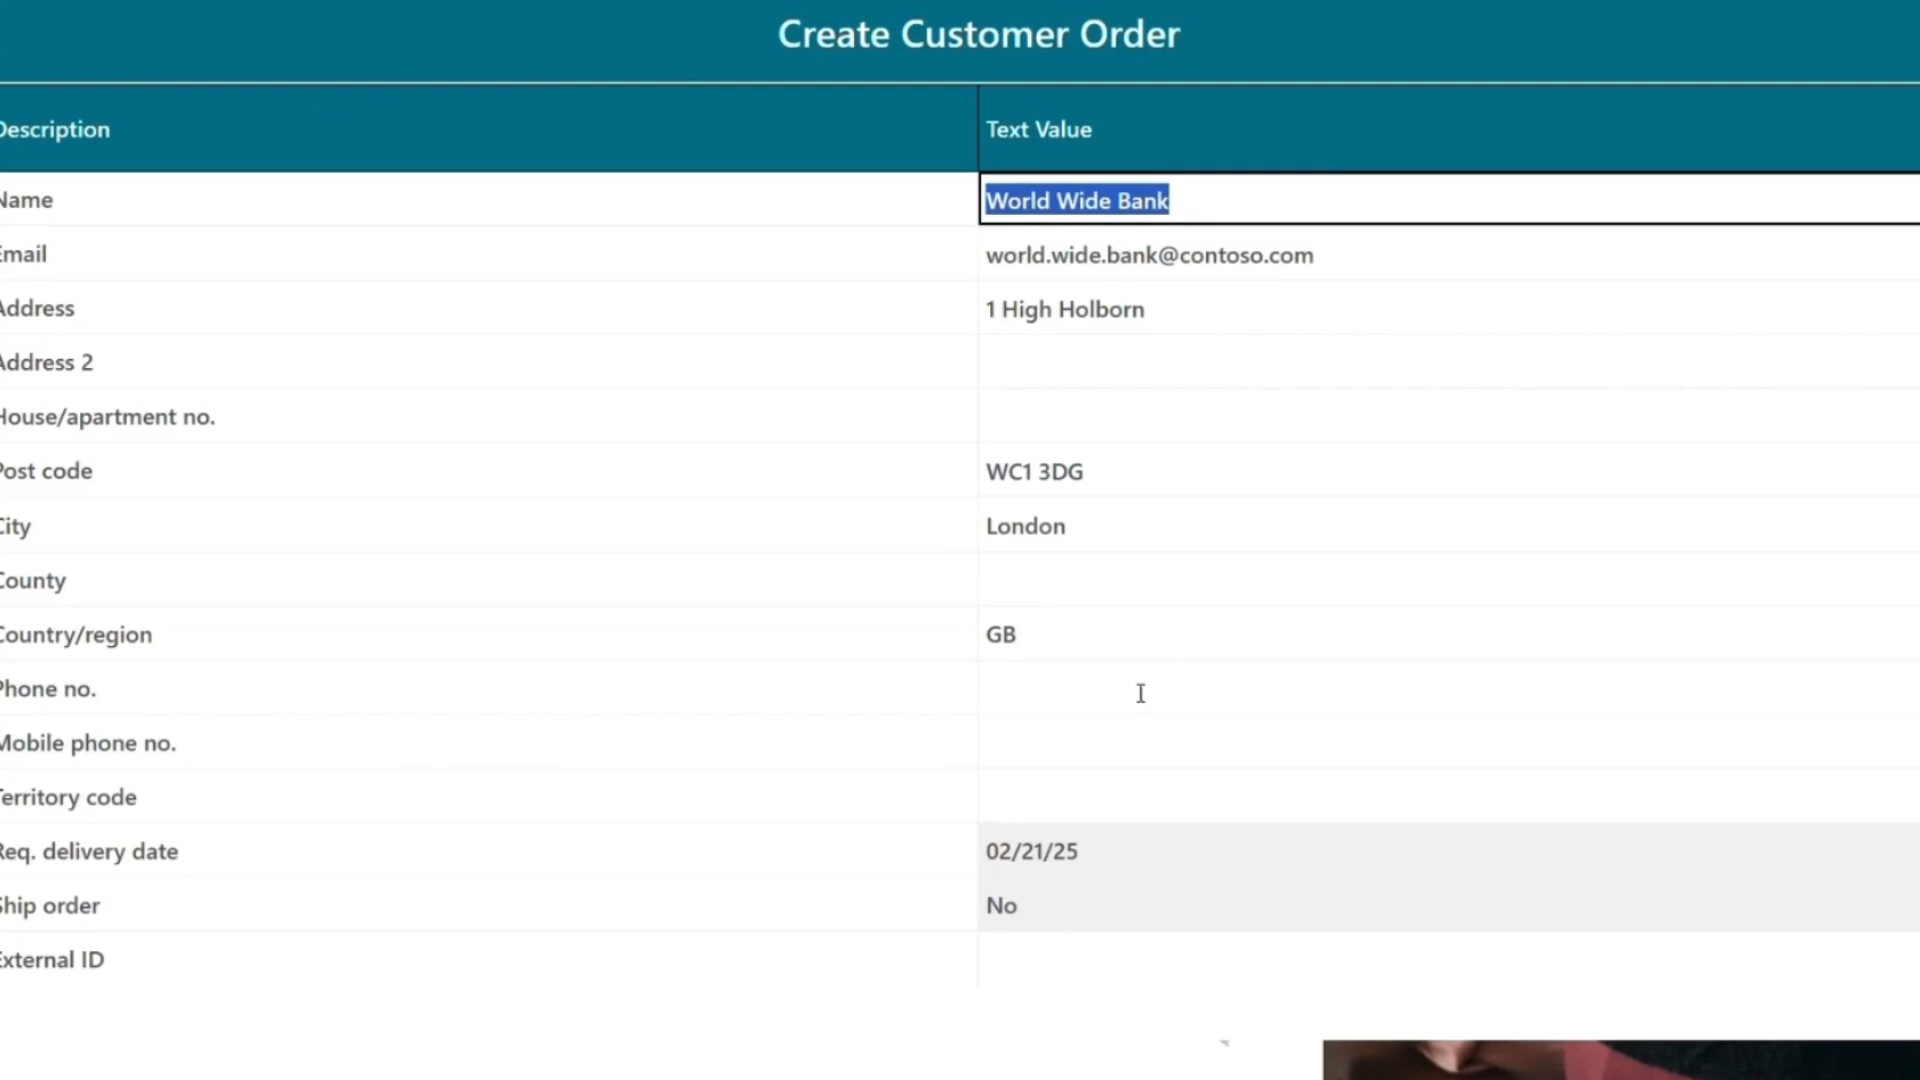 Create Customer Order
Description Text Value
Name World Wide Bank
Email world.wide.bank@contoso.com
Address 1 High Holborn
Address 2
House/apartment no.
Post code WC1 3DG
City London
County
Country/region GB
Phone no.
Mobile phone no.
Territory code
Req. delivery date 02/21/25
Ship order No
External ID